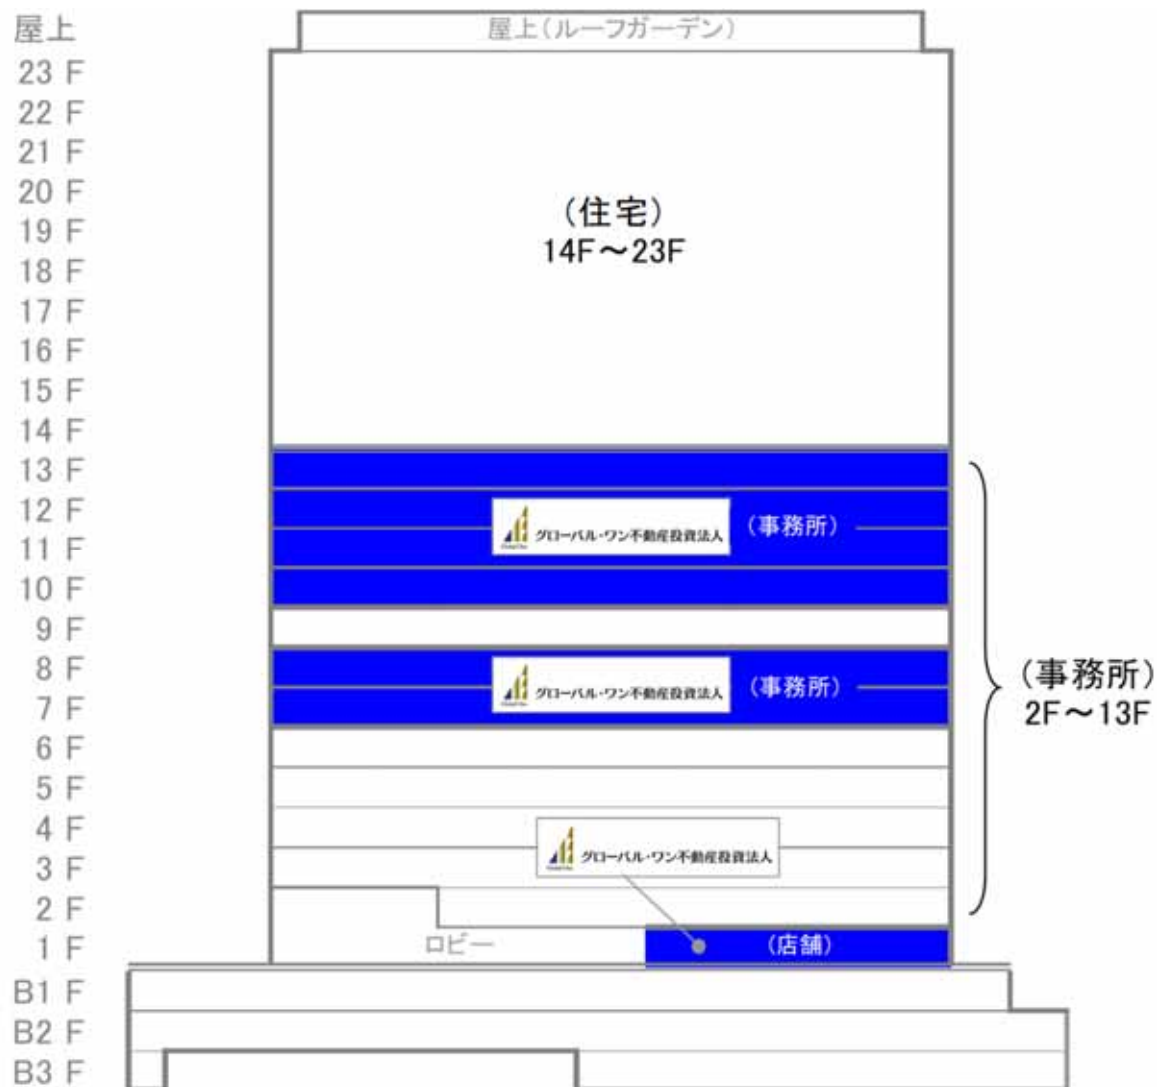 屋上
屋上(ルーフガーデン)
23 F
22 F
21 F
20 F
19 F
18 F
17 F
16 F
15 F
14 F
(住宅)
14F~23F
13 F
12 F
11 F
10 F
グローバル・ワン不動産投資法人
(事務所)
9 F
8 F
7 F
グローバル・ワン不動産投資法人
(事務所)
(事務所)
2F~13F
6 F
5 F
4 F
3 F
グローバル・ワン不動産投資法人
2 F
1 F
ロビー
(店舗)
B1 F
B2 F
B3 F